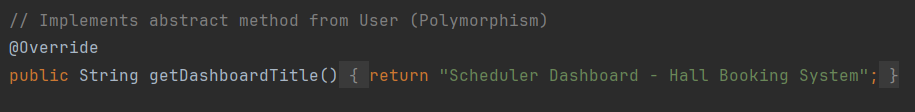 // Implements abstract method from User (Polymorphism)
@Override
public String getDashboardTitle() { return "Scheduler Dashboard - Hall Booking System"; }